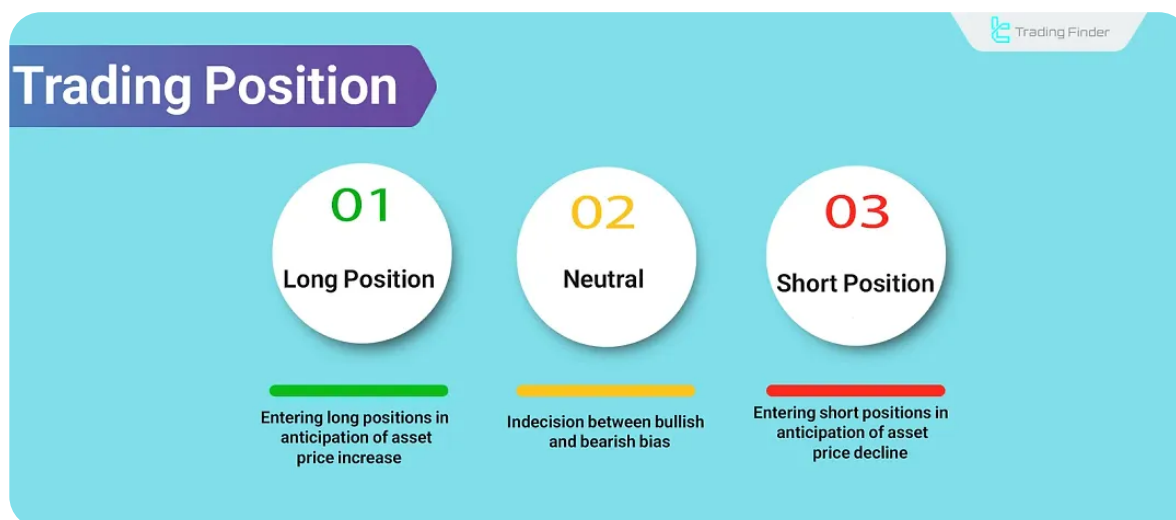 Trading Finder
Trading Position
01
Long Position
Entering long positions in
anticipation of asset
price increase
02
Neutral
Indecision between bullish
and bearish bias
03
Short Position
Entering short positions in
anticipation of asset
price decline